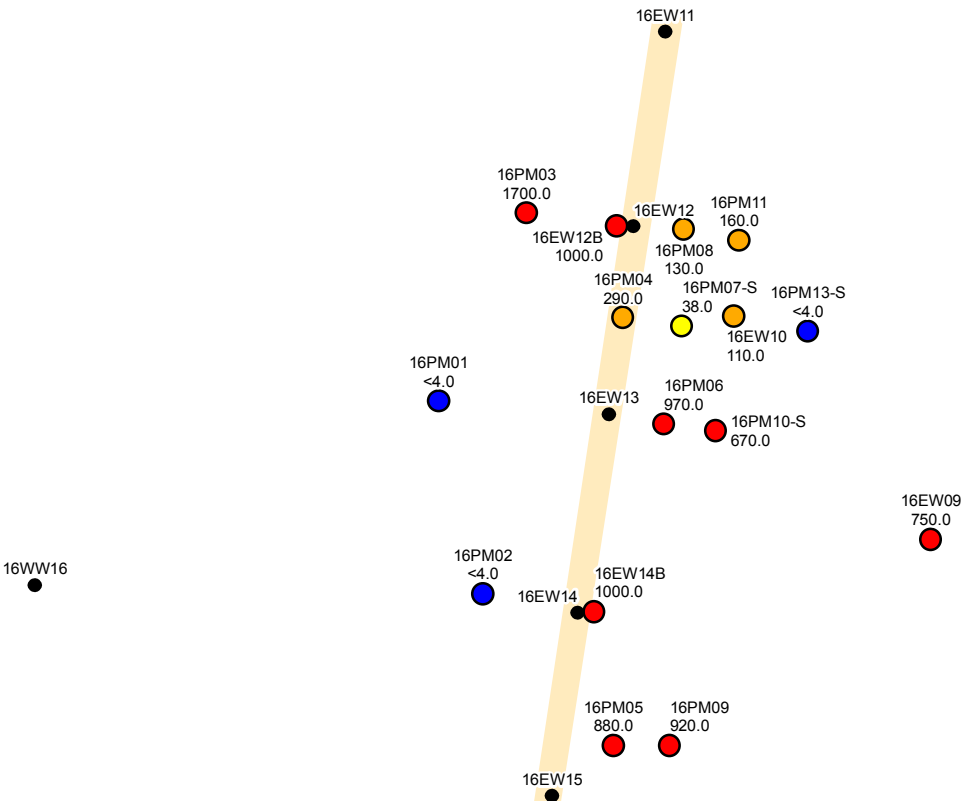 16EW11
16PM03
1700.0
16EW12
16EW12B
1000.0
16PM11
160.0
16PM08
130.0
16PM04
290.0
16PM07-S
38.0
16PM13-S
<4.0
16EW10
110.0
16PM01
<4.0
16EW13
16PM06
970.0
16PM10-S
670.0
16EW09
750.0
16WW16
16PM02
<4.0
16EW14
16EW14B
1000.0
16PM05
880.0
16PM09
920.0
16EW15